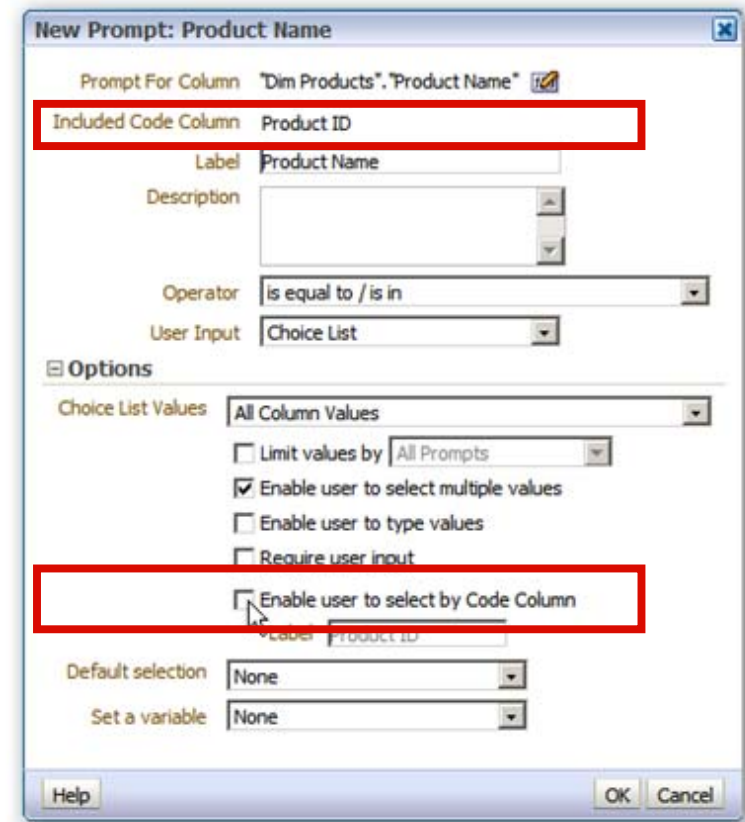 New Prompt: Product Name
Prompt For Column "Dim Products"."Product Name"
Included Code Column Product ID
Label Product Name
Description
Operator is equal to / is in
User Input Choice List
Options
Choice List Values All Column Values
Limit values by All Prompts
Enable user to select multiple values
Enable user to type values
Require user input
Enable user to select by Code Column
Label Product ID
Default selection None
Set a variable None
Help OK Cancel